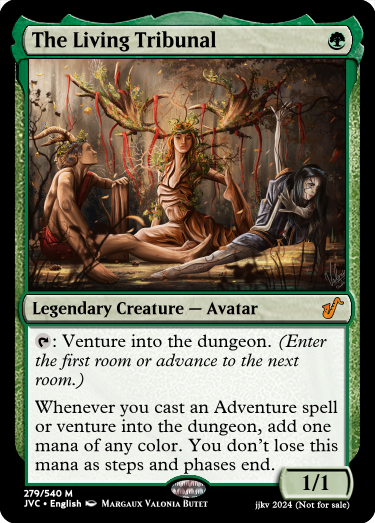 The Living Tribunal
Legendary Creature — Avatar
: Venture into the dungeon. (Enter
the first room or advance to the next
room.)
Whenever you cast an Adventure spell
or venture into the dungeon, add one
mana of any color. You don't lose this
mana as steps and phases end.
1/1
279/540 M
JVC • English MARGAUX VALONIA BUTET
jjkv 2024 (Not for sale)